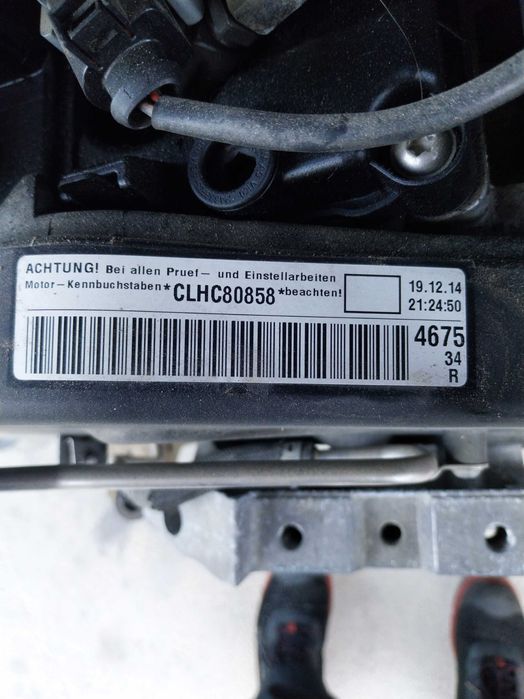 ACHTUNG! Bei allen Pruef- und Einstellarbeiten
Motor-Kennbuchstaben *CLHC80858* beachten!
19.12.14
21:24:50
4675
34
R